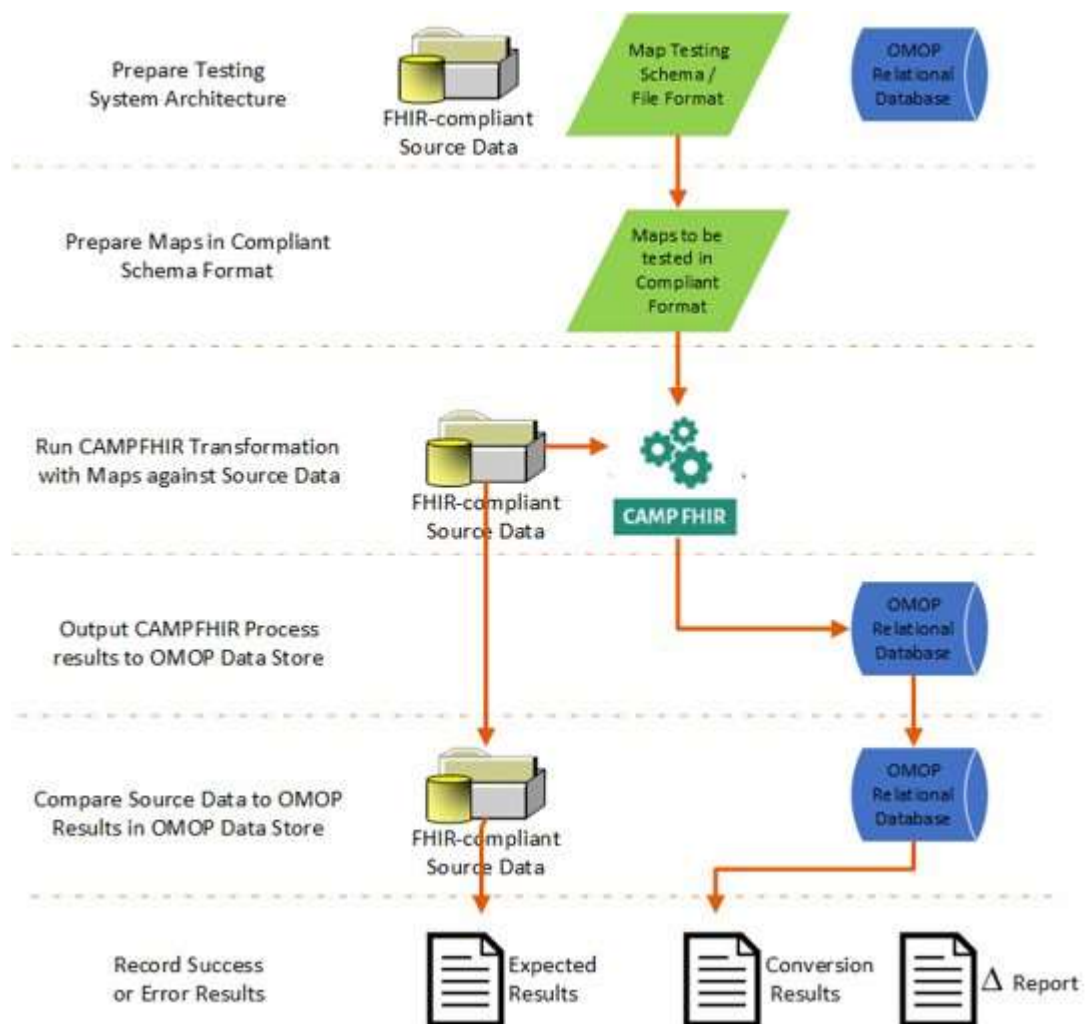 Prepare Testing
System Architecture
FHIR-compliant
Source Data
Map Testing
Schema /
File Format
OMOP
Relational
Database
Prepare Maps in Compliant
Schema Format
Maps to be
tested in
Compliant
Format
Run CAMPFHIR Transformation
with Maps against Source Data
FHIR-compliant
Source Data
CAMP FHIR
Output CAMPFHIR Process
results to OMOP Data Store
OMOP
Relational
Database
Compare Source Data to OMOP
Results in OMOP Data Store
FHIR-compliant
Source Data
OMOP
Relational
Database
Record Success
or Error Results
Expected
Results
Conversion
Results
Δ Report